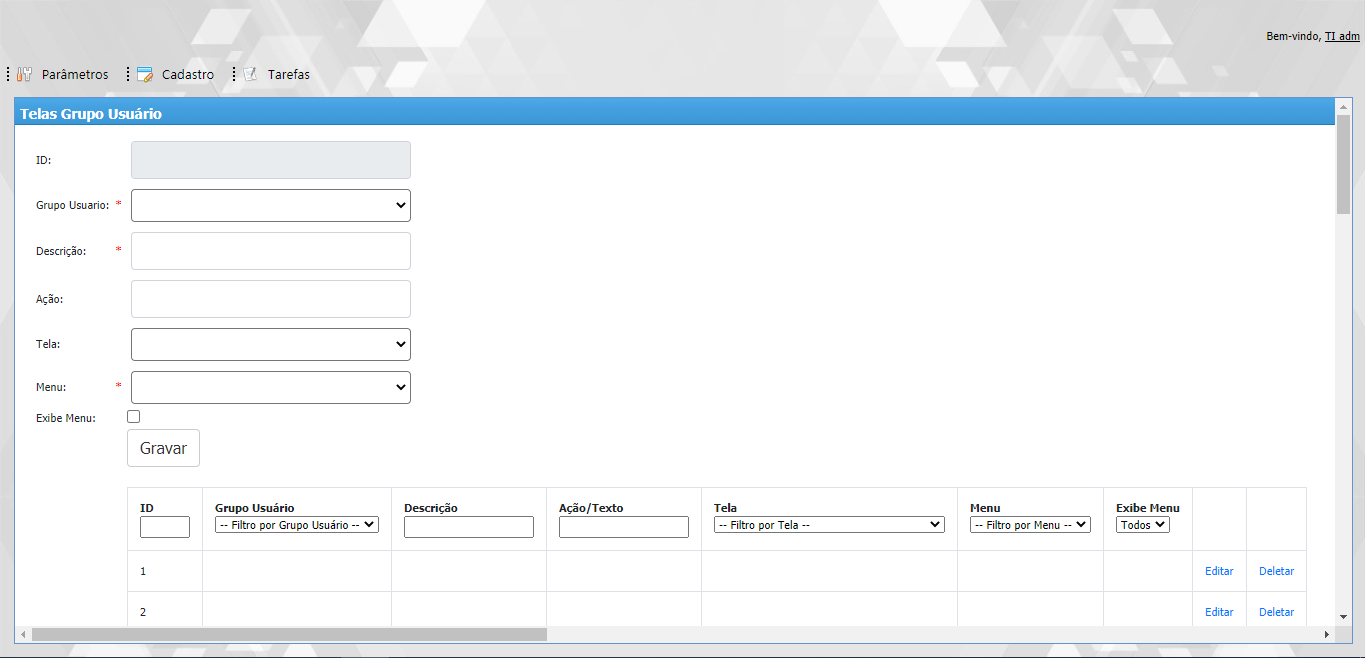 Bem-vindo, TI adm
Parâmetros Cadastro Tarefas
Telas Grupo Usuário
ID:
Grupo Usuario: *
Descrição: *
Ação:
Tela:
Menu: *
Exibe Menu:
Gravar
ID Grupo Usuário Descrição Ação/Texto Tela Menu Exibe Menu
-- Filtro por Grupo Usuário -- -- Filtro por Tela -- -- Filtro por Menu -- Todos
1 Editar Deletar
2 Editar Deletar